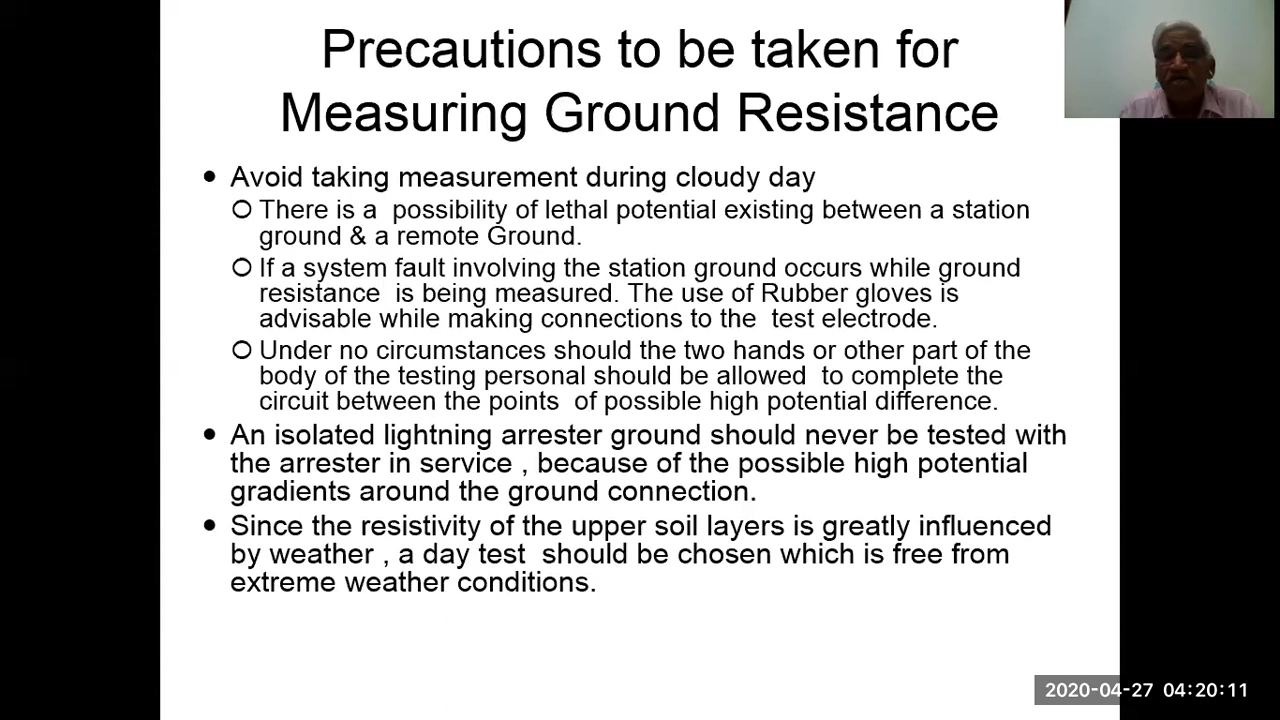 Precautions to be taken for
Measuring Ground Resistance
• Avoid taking measurement during cloudy day
○ There is a possibility of lethal potential existing between a station
ground & a remote Ground.
○ If a system fault involving the station ground occurs while ground
resistance is being measured. The use of Rubber gloves is
advisable while making connections to the test electrode.
○ Under no circumstances should the two hands or other part of the
body of the testing personal should be allowed to complete the
circuit between the points of possible high potential difference.
• An isolated lightning arrester ground should never be tested with
the arrester in service , because of the possible high potential
gradients around the ground connection.
• Since the resistivity of the upper soil layers is greatly influenced
by weather , a day test should be chosen which is free from
extreme weather conditions.
2020-04-27 04:20:11